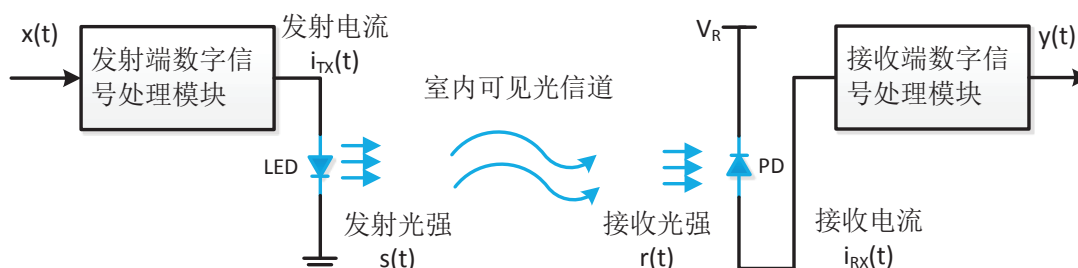 x(t)
发射端数字信
号处理模块
发射电流
i_TX(t)
LED
发射光强
s(t)
室内可见光信道
接收光强
r(t)
V_R
PD
接收电流
i_RX(t)
接收端数字信
号处理模块
y(t)